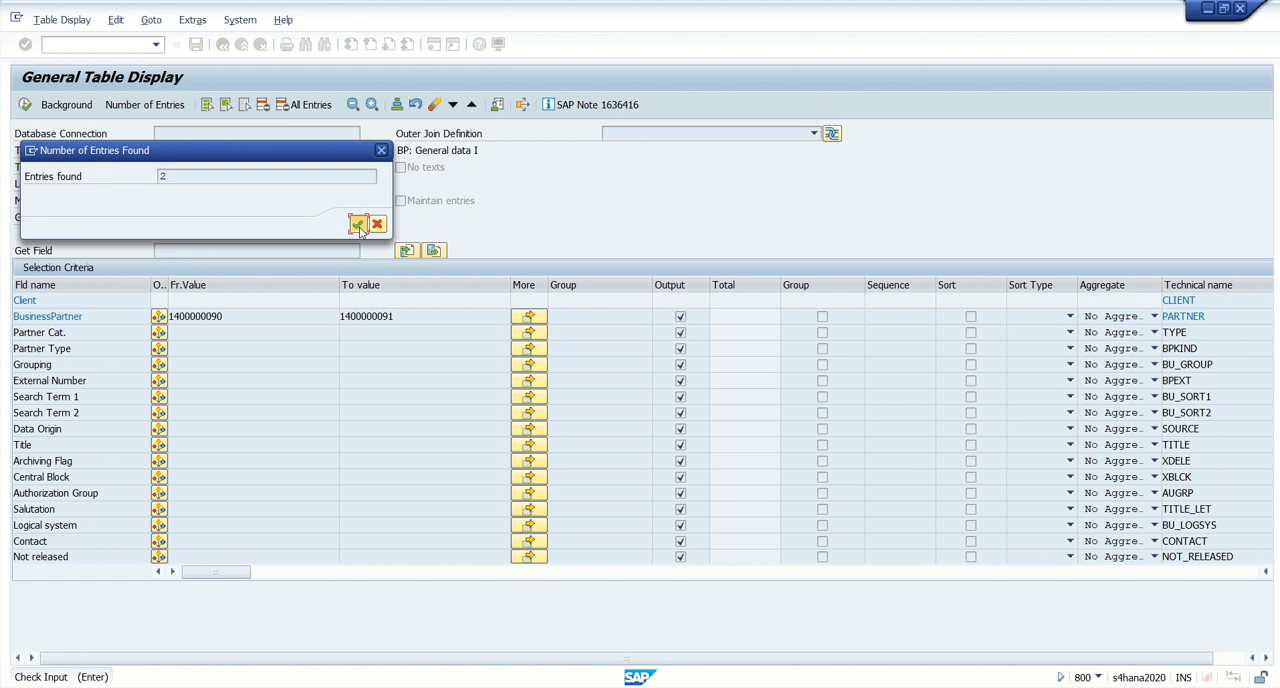 Table Display Edit Goto Extras System Help
General Table Display
Background Number of Entries All Entries SAP Note 1636416
Database Connection Outer Join Definition
Number of Entries Found BP: General data I
No texts
Entries found 2
Maintain entries
Get Field
Selection Criteria
Fld name O.. Fr.Value To value More Group Output Total Group Sequence Sort Sort Type Aggregate Technical name
Client CLIENT
BusinessPartner 1400000090 1400000091 No Aggre… PARTNER
Partner Cat. No Aggre… TYPE
Partner Type No Aggre… BPKIND
Grouping No Aggre… BU_GROUP
External Number No Aggre… BPEXT
Search Term 1 No Aggre… BU_SORT1
Search Term 2 No Aggre… BU_SORT2
Data Origin No Aggre… SOURCE
Title No Aggre… TITLE
Archiving Flag No Aggre… XDELE
Central Block No Aggre… XBLCK
Authorization Group No Aggre… AUGRP
Salutation No Aggre… TITLE_LET
Logical system No Aggre… BU_LOGSYS
Contact No Aggre… CONTACT
Not released No Aggre… NOT_RELEASED
Check Input (Enter) SAP 800 s4hana2020 INS